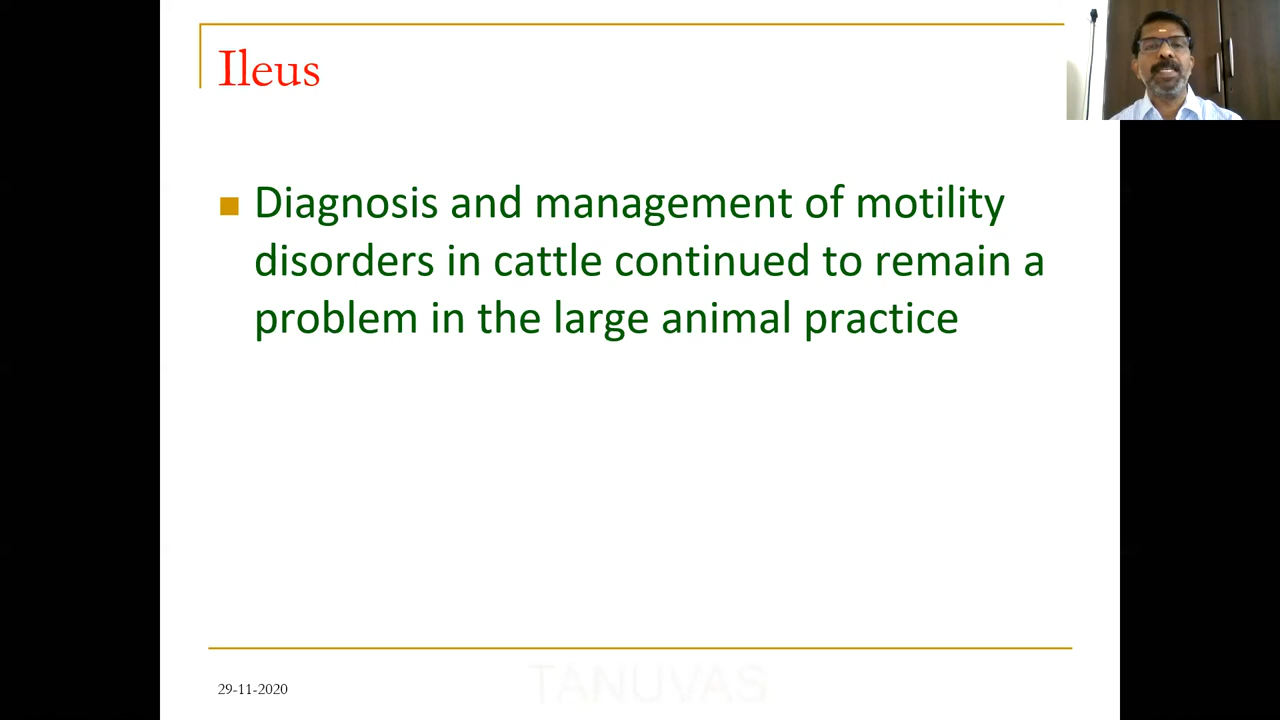 Ileus
Diagnosis and management of motility
disorders in cattle continued to remain a
problem in the large animal practice
29-11-2020
TANUVAS